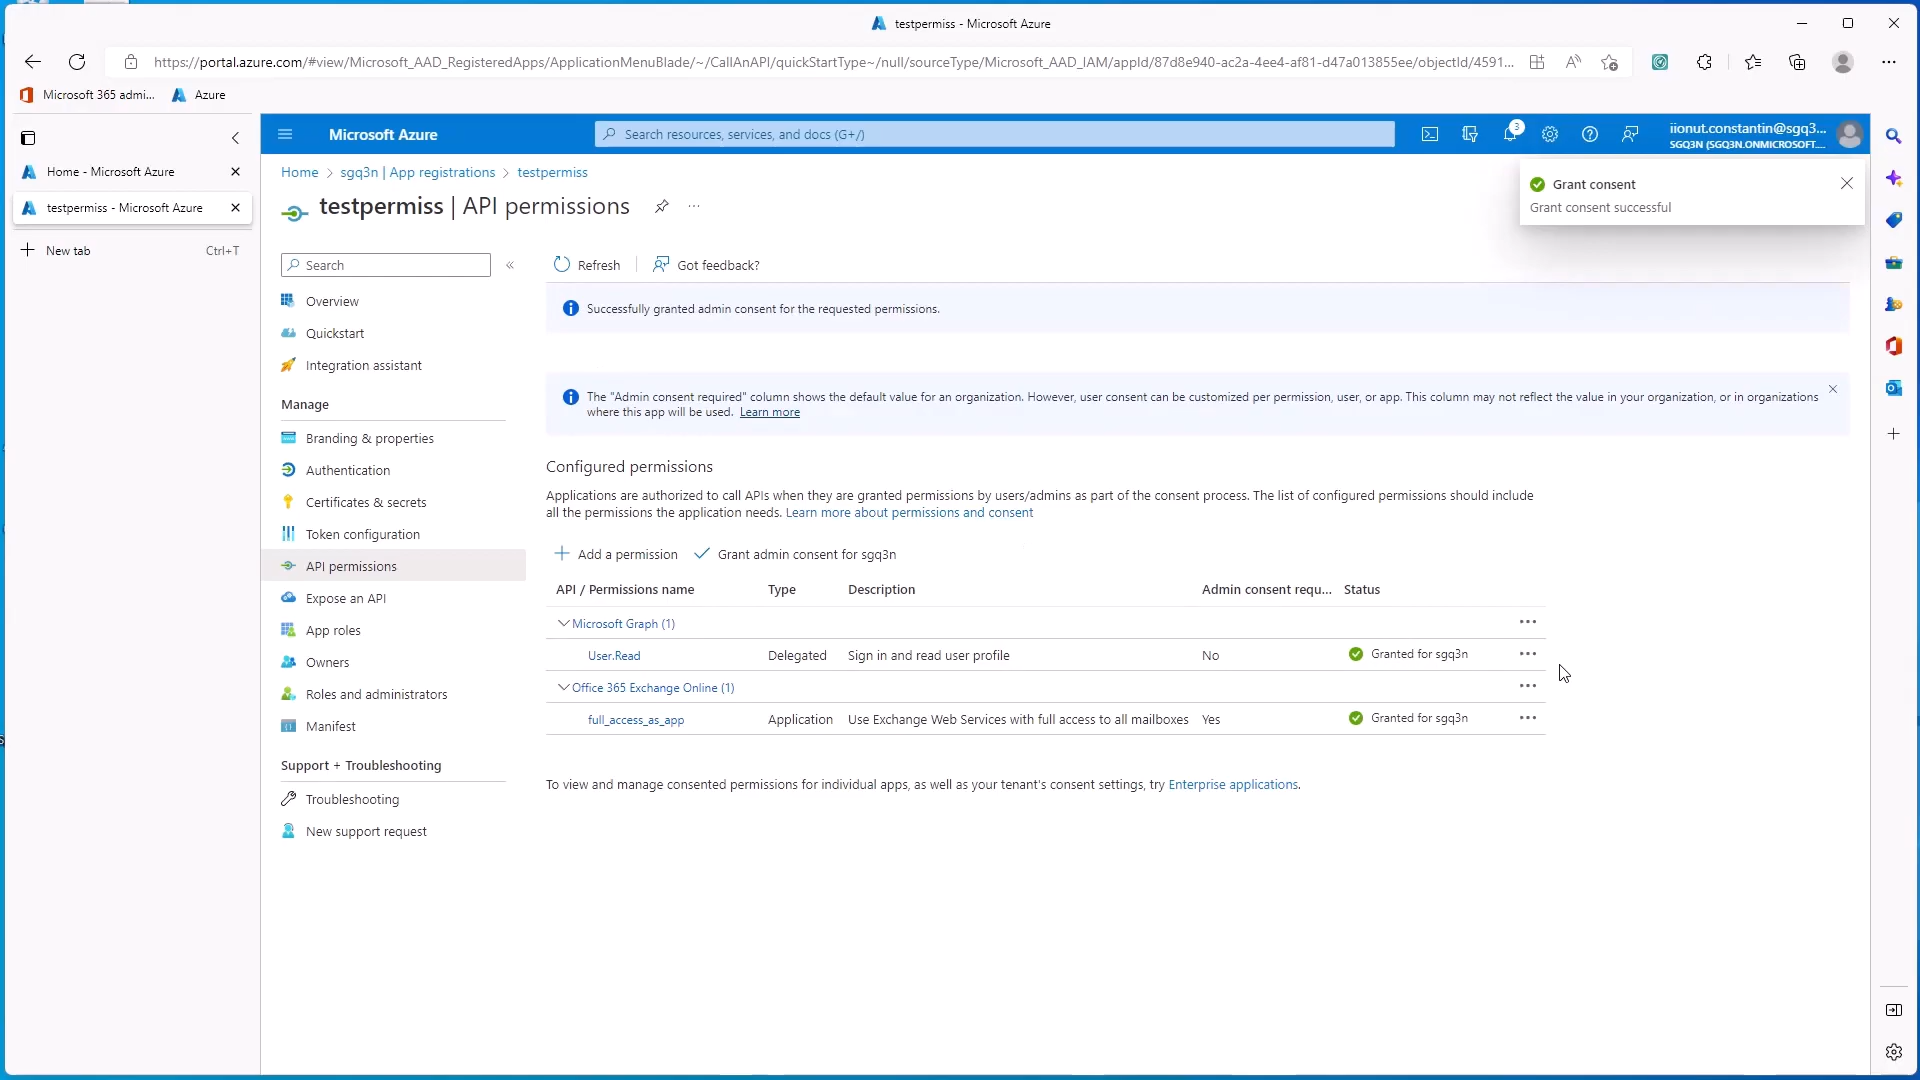 testpermiss - Microsoft Azure
https://portal.azure.com/#view/Microsoft_AAD_RegisteredApps/ApplicationMenuBlade/~/CallAnAPI/quickStartType~/null/sourceType/Microsoft_AAD_IAM/appId/87d8e940-ac2a-4ee4-af81-d47a013855ee/objectId/4591...
Microsoft 365 admi...
Azure
Home - Microsoft Azure
testpermiss - Microsoft Azure
New tab Ctrl+T
Microsoft Azure
Search resources, services, and docs (G+/)
3
iionut.constantin@sgq3...
SGQ3N (SGQ3N.ONMICROSOFT....
Home > sgq3n | App registrations > testpermiss
testpermiss | API permissions
Grant consent
Grant consent successful
Search
Refresh
Got feedback?
Overview
Quickstart
Integration assistant
Manage
Branding & properties
Authentication
Certificates & secrets
Token configuration
API permissions
Expose an API
App roles
Owners
Roles and administrators
Manifest
Support + Troubleshooting
Troubleshooting
New support request
Successfully granted admin consent for the requested permissions.
The "Admin consent required" column shows the default value for an organization. However, user consent can be customized per permission, user, or app. This column may not reflect the value in your organization, or in organizations
where this app will be used. Learn more
Configured permissions
Applications are authorized to call APIs when they are granted permissions by users/admins as part of the consent process. The list of configured permissions should include
all the permissions the application needs. Learn more about permissions and consent
Add a permission
Grant admin consent for sgq3n
API / Permissions name Type Description Admin consent requ... Status
Microsoft Graph (1)
User.Read Delegated Sign in and read user profile No Granted for sgq3n
Office 365 Exchange Online (1)
full_access_as_app Application Use Exchange Web Services with full access to all mailboxes Yes Granted for sgq3n
To view and manage consented permissions for individual apps, as well as your tenant's consent settings, try Enterprise applications.